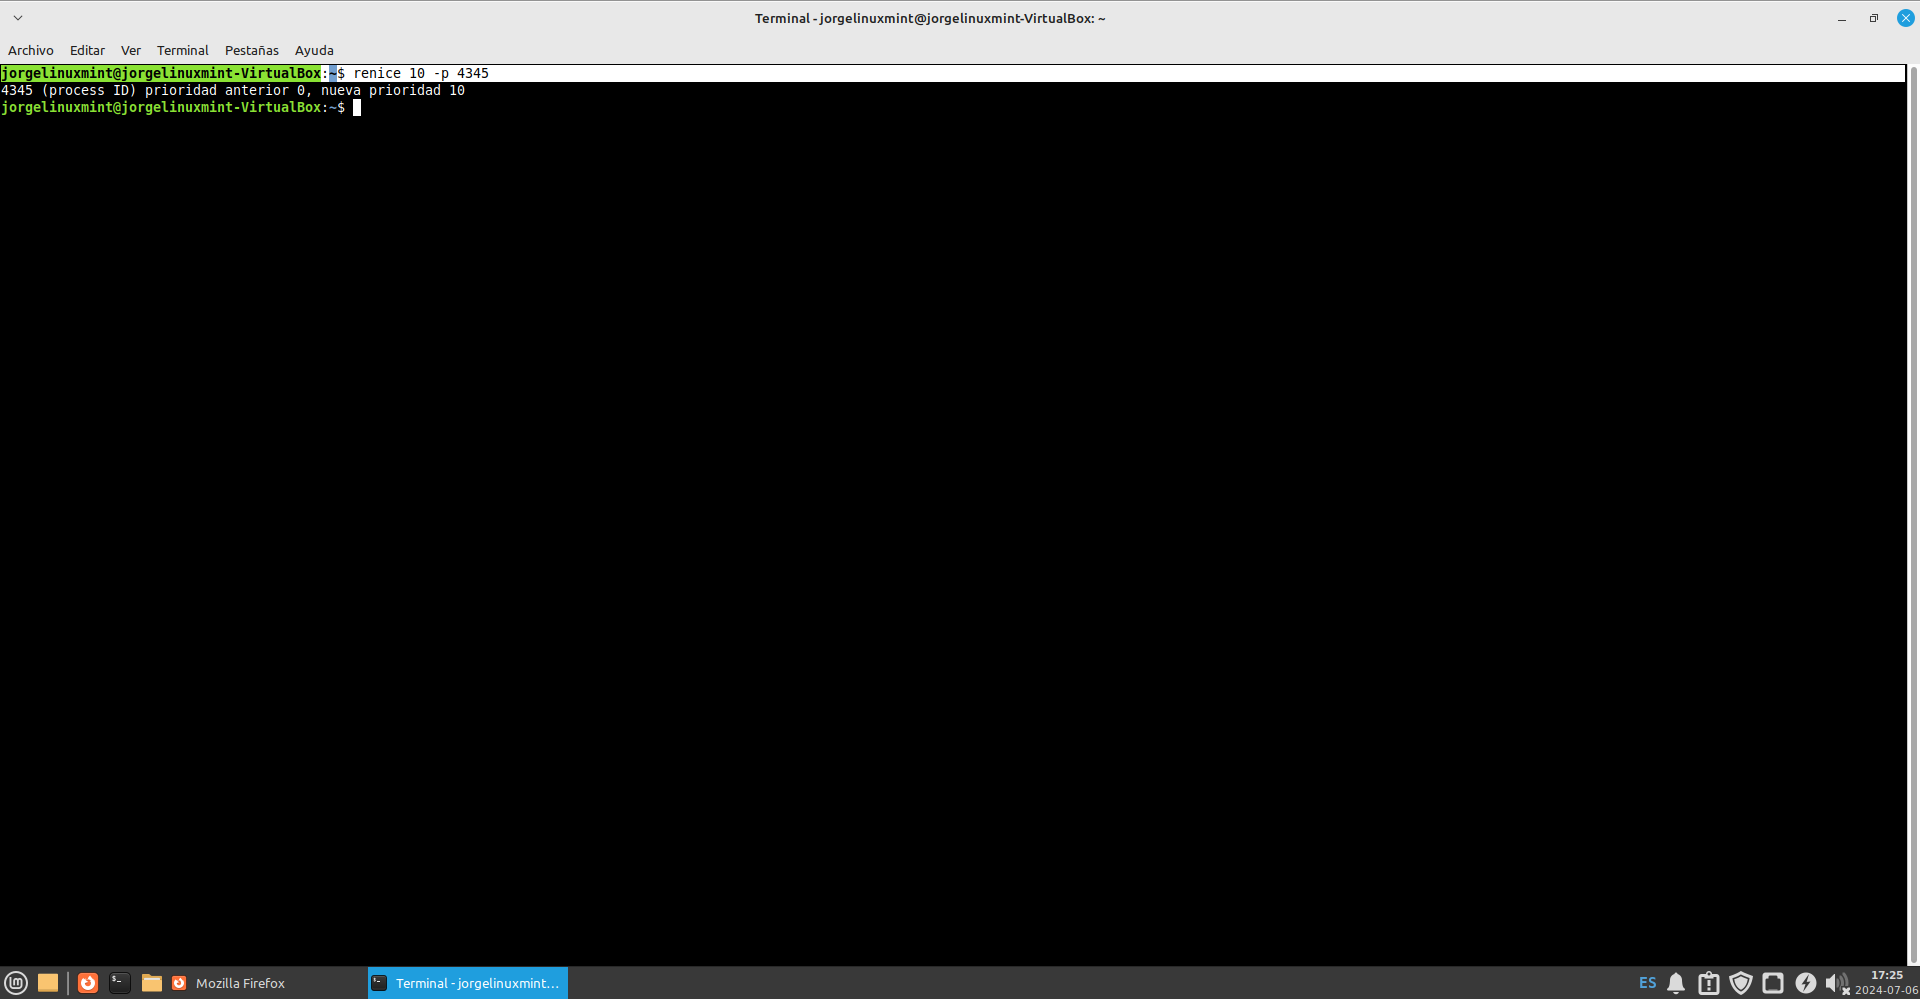 Terminal - jorgelinuxmint@jorgelinuxmint-VirtualBox: ~
Archivo Editar Ver Terminal Pestañas Ayuda
jorgelinuxmint@jorgelinuxmint-VirtualBox:~$ renice 10 -p 4345
4345 (process ID) prioridad anterior 0, nueva prioridad 10
jorgelinuxmint@jorgelinuxmint-VirtualBox:~$
Mozilla Firefox
Terminal - jorgelinuxmint...
ES
17:25
2024-07-06